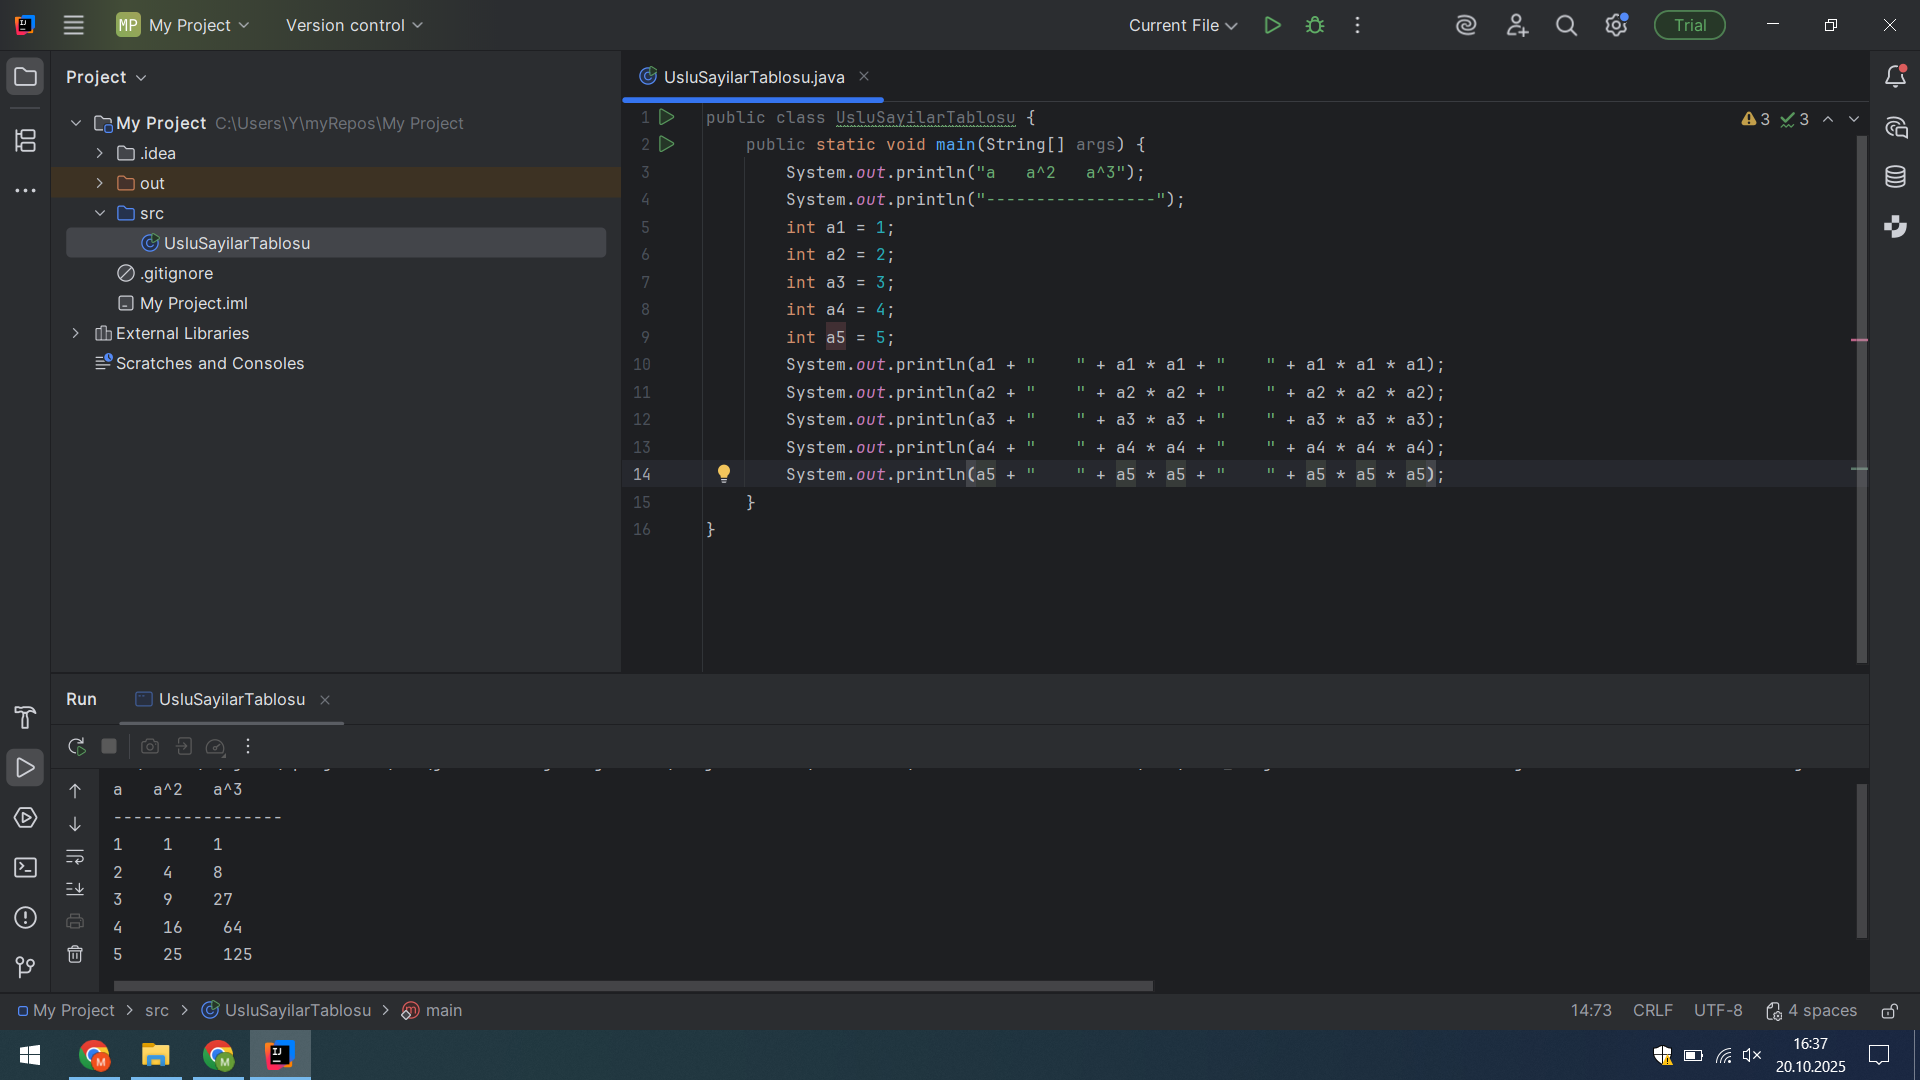 MP My Project
Version control
Current File
Trial
Project
UsluSayilarTablosu.java
My Project C:\Users\Y\myRepos\My Project
.idea
out
src
UsluSayilarTablosu
.gitignore
My Project.iml
External Libraries
Scratches and Consoles
3 3
1 public class UsluSayilarTablosu {
2     public static void main(String[] args) {
3         System.out.println("a   a^2   a^3");
4         System.out.println("-----------------");
5         int a1 = 1;
6         int a2 = 2;
7         int a3 = 3;
8         int a4 = 4;
9         int a5 = 5;
10         System.out.println(a1 + "    " + a1 * a1 + "    " + a1 * a1 * a1);
11         System.out.println(a2 + "    " + a2 * a2 + "    " + a2 * a2 * a2);
12         System.out.println(a3 + "    " + a3 * a3 + "    " + a3 * a3 * a3);
13         System.out.println(a4 + "    " + a4 * a4 + "    " + a4 * a4 * a4);
14         System.out.println(a5 + "    " + a5 * a5 + "    " + a5 * a5 * a5);
15     }
16 }
Run UsluSayilarTablosu
a   a^2   a^3
-----------------
1    1    1
2    4    8
3    9    27
4    16    64
5    25    125
My Project > src > UsluSayilarTablosu > main
14:73 CRLF UTF-8 4 spaces
16:37
20.10.2025